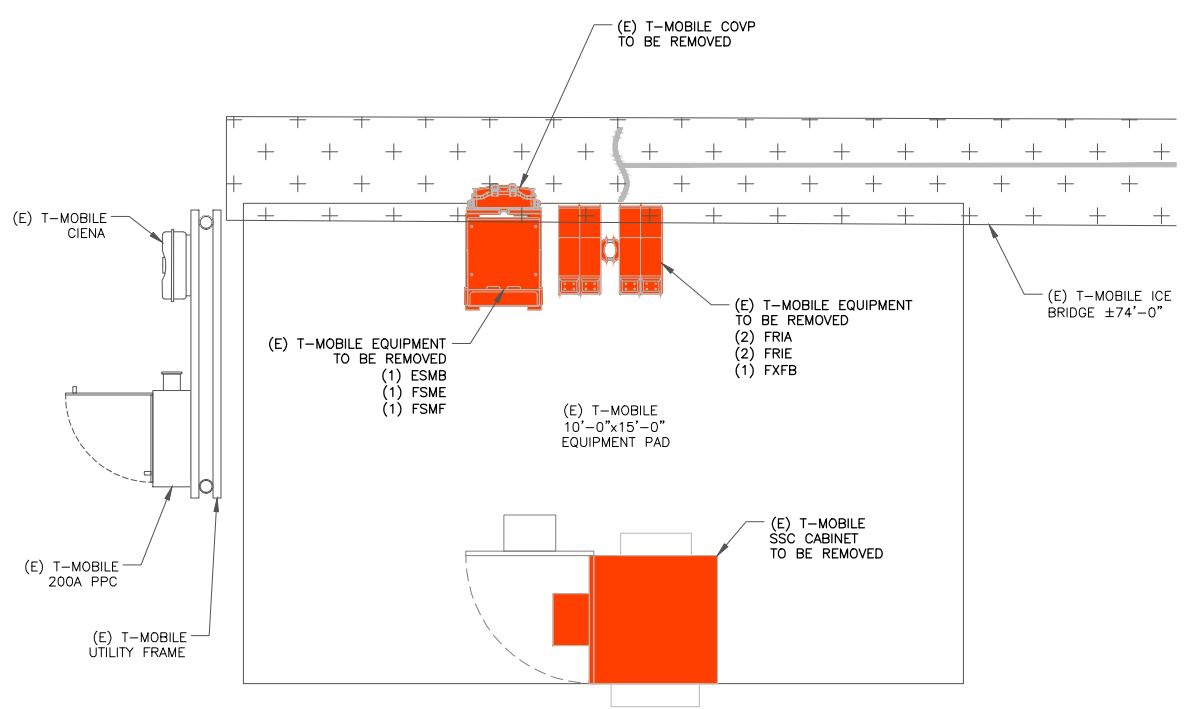 (E) T-MOBILE COVP
TO BE REMOVED
(E) T-MOBILE
CIENA
(E) T-MOBILE ICE
BRIDGE ±74'-0"
(E) T-MOBILE EQUIPMENT
TO BE REMOVED
(2) FRIA
(2) FRIE
(1) FXFB
(E) T-MOBILE EQUIPMENT
TO BE REMOVED
(1) ESMB
(1) FSME
(1) FSMF
(E) T-MOBILE
10'-0"x15'-0"
EQUIPMENT PAD
(E) T-MOBILE
SSC CABINET
TO BE REMOVED
(E) T-MOBILE
200A PPC
(E) T-MOBILE
UTILITY FRAME